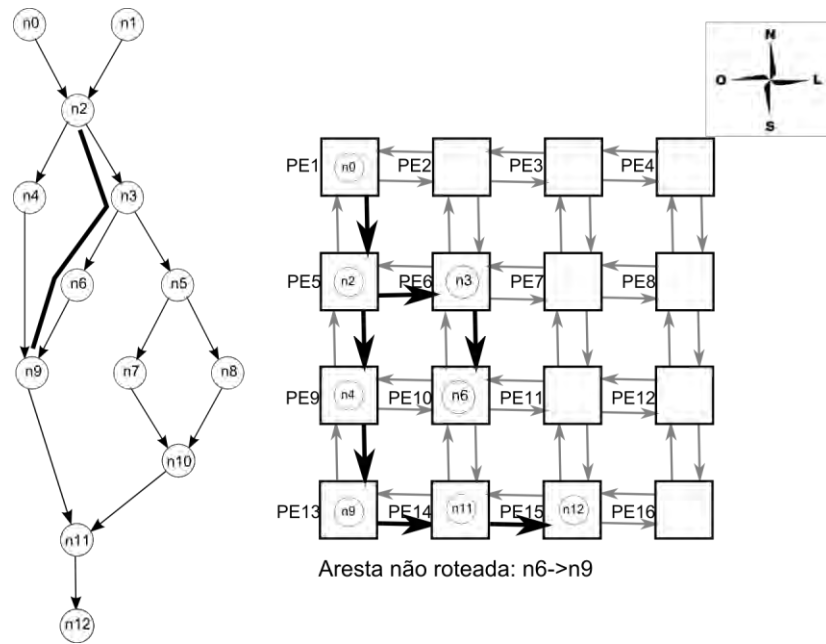 n0 n1
n2
n4 n3
n6 n5
n9 n7 n8
n10
n11
n12
N
O L
S
PE1 n0 PE2 PE3 PE4
PE5 n2 PE6 n3 PE7 PE8
PE9 n4 PE10 n6 PE11 PE12
PE13 n9 PE14 n11 PE15 n12 PE16
Aresta não roteada: n6->n9